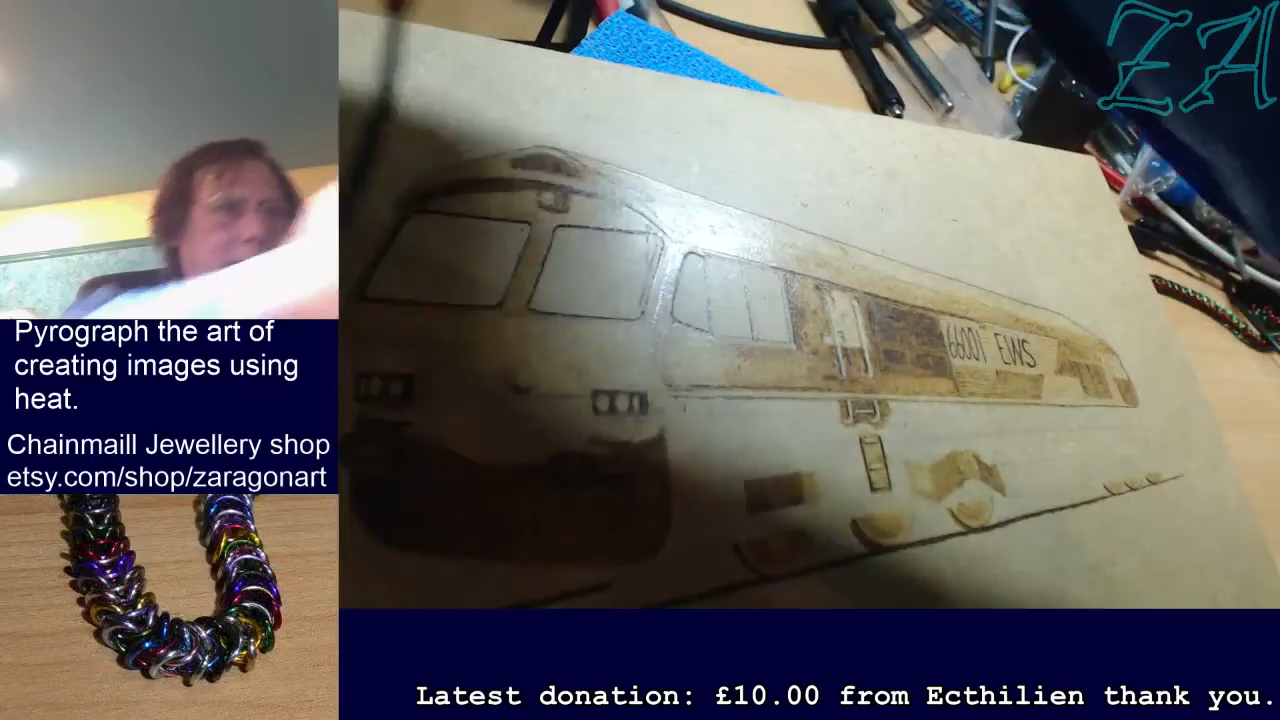 ZA
Pyrograph the art of
creating images using
heat.
Chainmaill Jewellery shop
etsy.com/shop/zaragonart
66001 EWS
Latest donation: £10.00 from Ecthilien thank you.